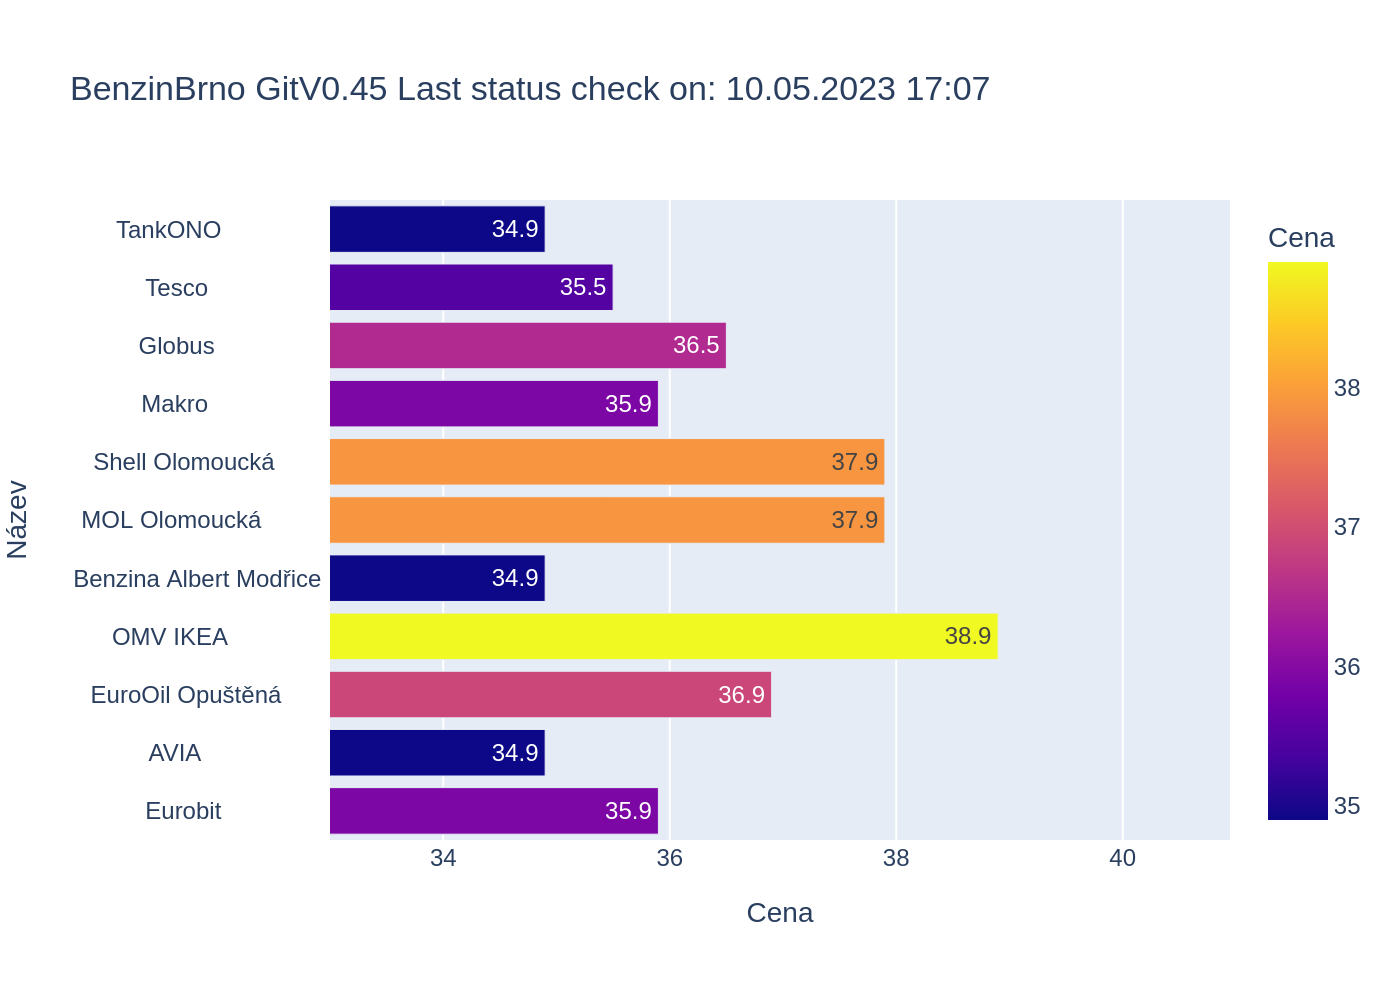 BenzinBrno GitV0.45 Last status check on: 10.05.2023 17:07
Název
TankONO 34.9
Tesco 35.5
Globus 36.5
Makro 35.9
Shell Olomoucká 37.9
MOL Olomoucká 37.9
Benzina Albert Modřice 34.9
OMV IKEA 38.9
EuroOil Opuštěná 36.9
AVIA 34.9
Eurobit 35.9
34 36 38 40
Cena
Cena
38
37
36
35